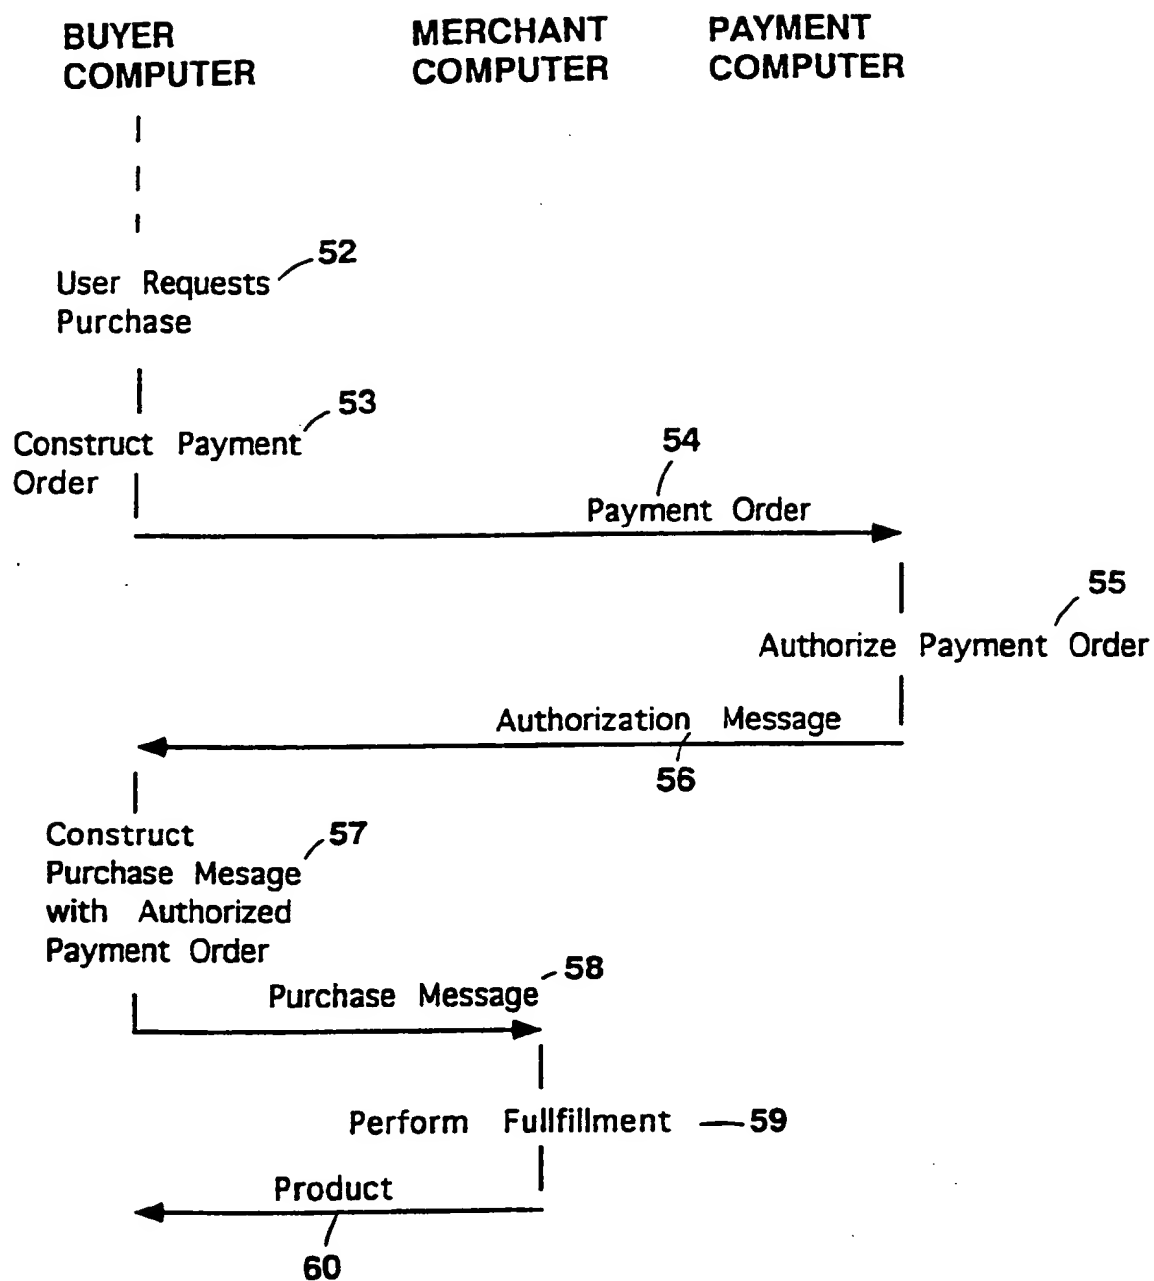 BUYER
COMPUTER
MERCHANT
COMPUTER
PAYMENT
COMPUTER
52
User Requests
Purchase
53
Construct Payment
Order
54
Payment Order
55
Authorize Payment Order
Authorization Message
56
Construct
57
Purchase Mesage
with Authorized
Payment Order
58
Purchase Message
Perform Fullfillment
59
Product
60